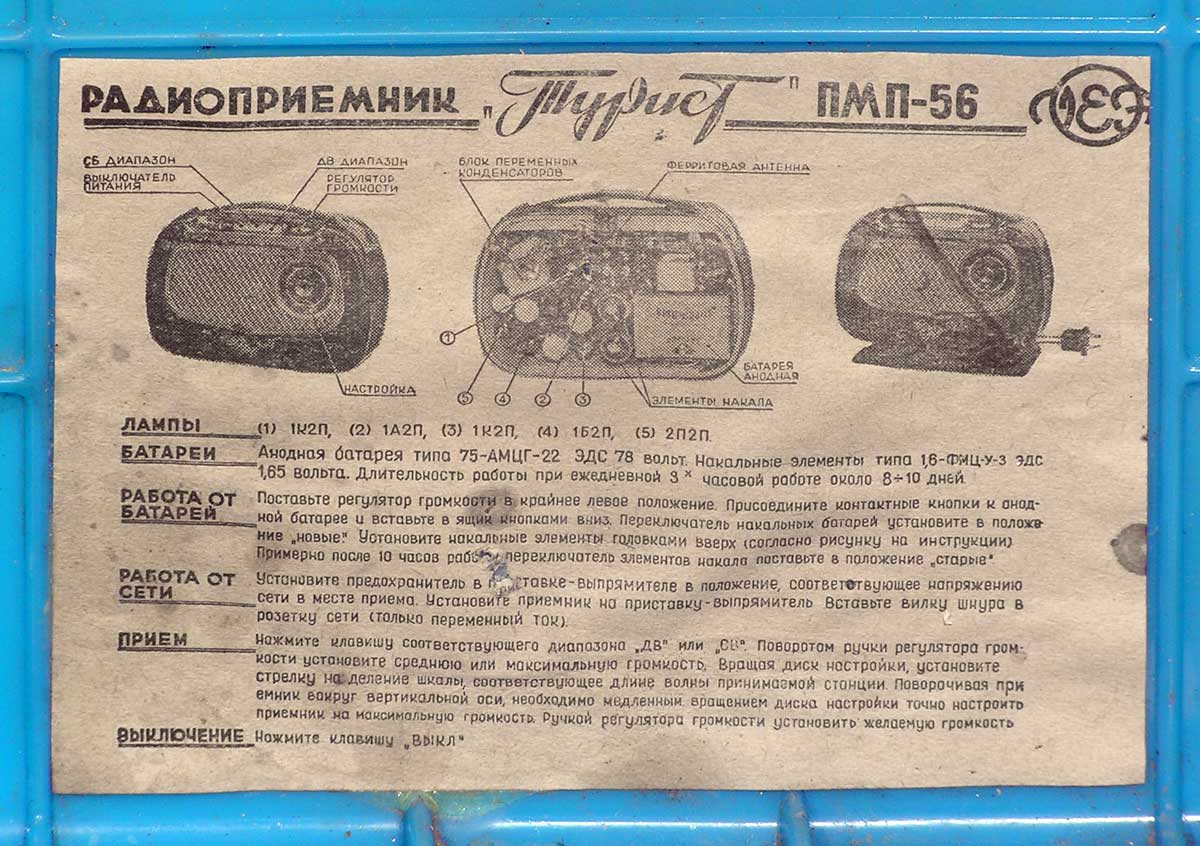 РАДИОПРИЕМНИК „Турист" ПМП-56
СБ ДИАПАЗОН
ВЫКЛЮЧАТЕЛЬ
ПИТАНИЯ
ДВ ДИАПАЗОН
РЕГУЛЯТОР
ГРОМКОСТИ
БЛОК ПЕРЕМЕННЫХ
КОНДЕНСАТОРОВ
ФЕРРИТОВАЯ АНТЕННА
НАСТРОЙКА
1
5 4 2 3
БАТАРЕЯ
АНОДНАЯ
ЭЛЕМЕНТЫ НАКАЛА
ЛАМПЫ (1) 1К2П, (2) 1А2П, (3) 1К2П, (4) 1Б2П, (5) 2П2П.
БАТАРЕИ Анодная батарея типа 75-АМЦГ-22 ЭДС 78 вольт. Накальные элементы типа 1,6-ФМЦ-У-3 ЭДС
1,65 вольта. Длительность работы при ежедневной 3х часовой работе около 8÷10 дней.
РАБОТА ОТ БАТАРЕЙ Поставьте регулятор громкости в крайнее левое положение. Присоедините контактные кнопки к анод-
ной батарее и вставьте в ящик кнопками вниз. Переключатель накальных батарей установите в положе
ние „новые". Установите накальные элементы головками вверх (согласно рисунку на инструкции)
Примерно после 10 часов работы переключатель элементов накала поставьте в положение „старые"
РАБОТА ОТ СЕТИ Установите предохранитель в приставке-выпрямителе в положение, соответствующее напряжению
сети в месте приема. Установите приемник на приставку-выпрямитель Вставьте вилку шнура в
розетку сети (только переменный ток).
ПРИЕМ Нажмите клавишу соответствующего диапазона „ДВ" или „СВ". Поворотом ручки регулятора гром-
кости установите среднюю или максимальную громкость. Вращая диск настройки, установите
стрелку на деление шкалы, соответствующее длине волны принимаемой станции. Поворачивая при
емник вокруг вертикальной оси, необходимо медленным вращением диска настройки точно настроить
приемник на максимальную громкость. Ручкой регулятора громкости установить желаемую громкость
ВЫКЛЮЧЕНИЕ Нажмите клавишу „ВЫКЛ"